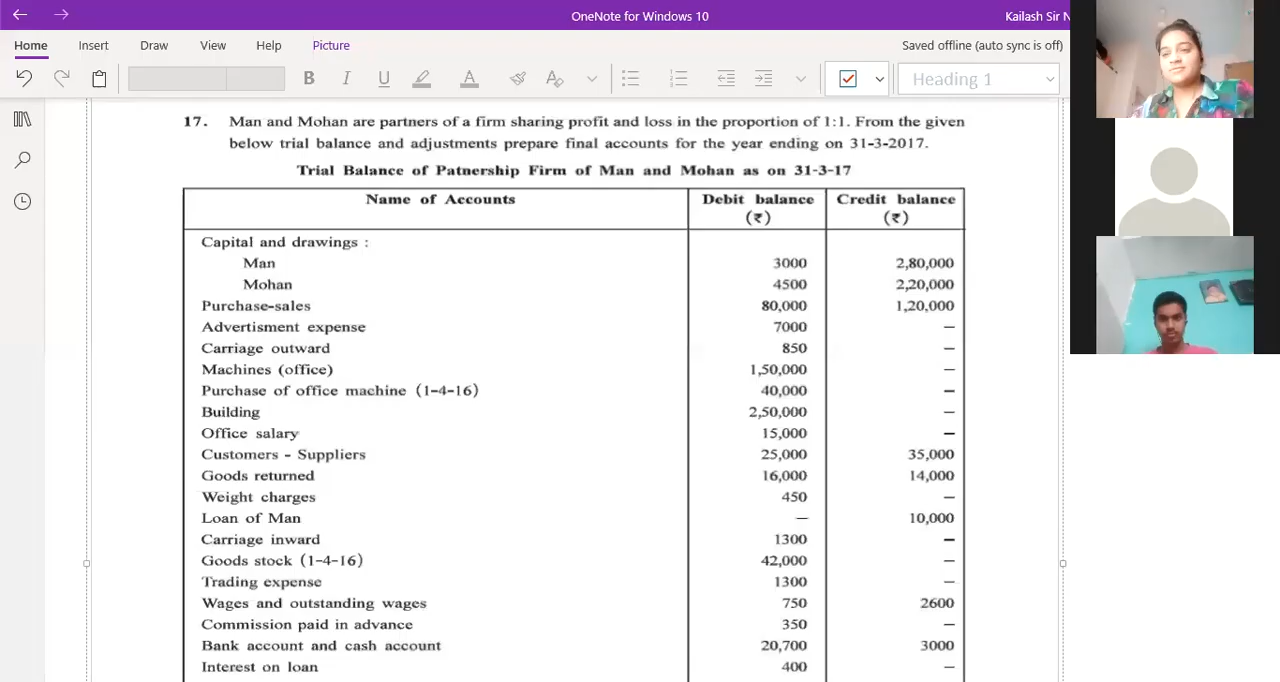 OneNote for Windows 10
Kailash Sir N
Home Insert Draw View Help Picture
Saved offline (auto sync is off)
B I U A Heading 1
17. Man and Mohan are partners of a firm sharing profit and loss in the proportion of 1:1. From the given
below trial balance and adjustments prepare final accounts for the year ending on 31-3-2017.
Trial Balance of Patnership Firm of Man and Mohan as on 31-3-17
Name of Accounts Debit balance (₹) Credit balance (₹)
Capital and drawings :
Man 3000 2,80,000
Mohan 4500 2,20,000
Purchase-sales 80,000 1,20,000
Advertisment expense 7000 —
Carriage outward 850 —
Machines (office) 1,50,000 —
Purchase of office machine (1-4-16) 40,000 —
Building 2,50,000 —
Office salary 15,000 —
Customers - Suppliers 25,000 35,000
Goods returned 16,000 14,000
Weight charges 450 —
Loan of Man — 10,000
Carriage inward 1300 —
Goods stock (1-4-16) 42,000 —
Trading expense 1300 —
Wages and outstanding wages 750 2600
Commission paid in advance 350 —
Bank account and cash account 20,700 3000
Interest on loan 400 —